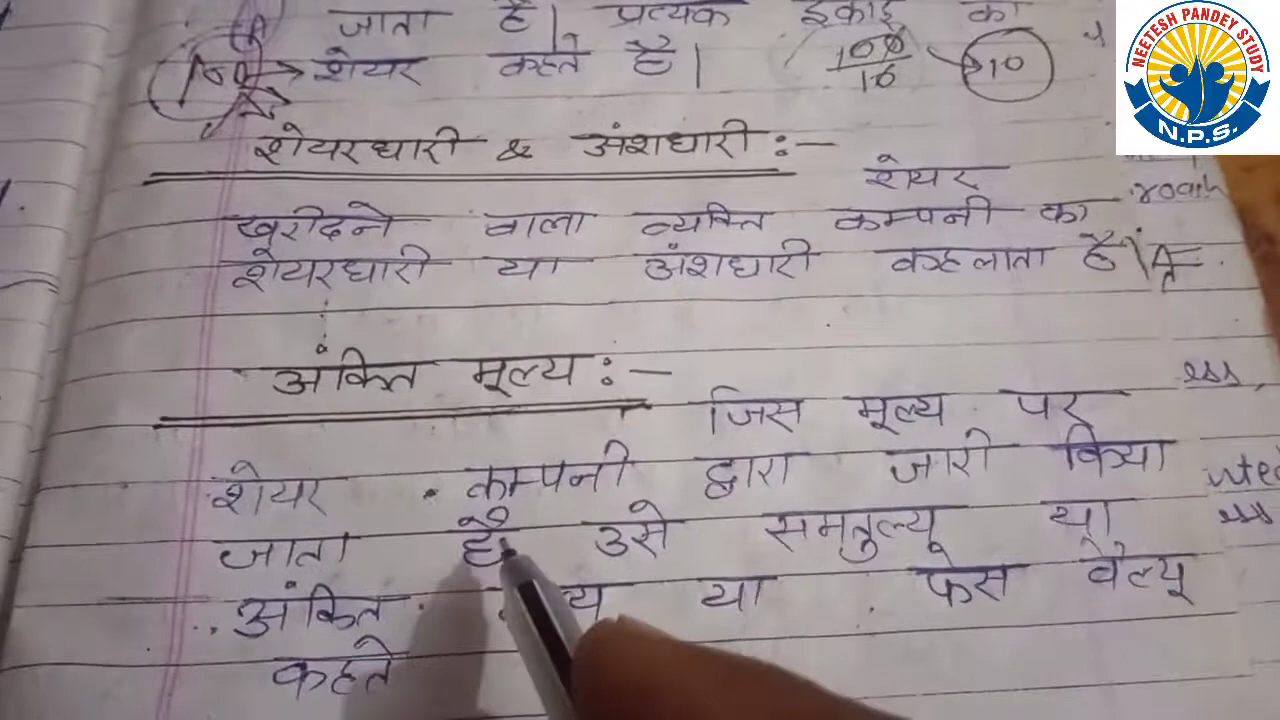 जाता है। प्रत्येक इकाई को
शेयर कहते है।
100
10
10
शेयरधारी & अंशधारी :-
शेयर
खरीदने वाला व्यक्ति कम्पनी का
शेयरधारी या अंशधारी कहलाता है।
अंकित मूल्य :-
जिस मूल्य पर
शेयर कम्पनी द्वारा जारी किया
जाता है उसे समतुल्य या
अंकित या फेस वैल्यू
कहते
NEETESH PANDEY STUDY
N.P.S.